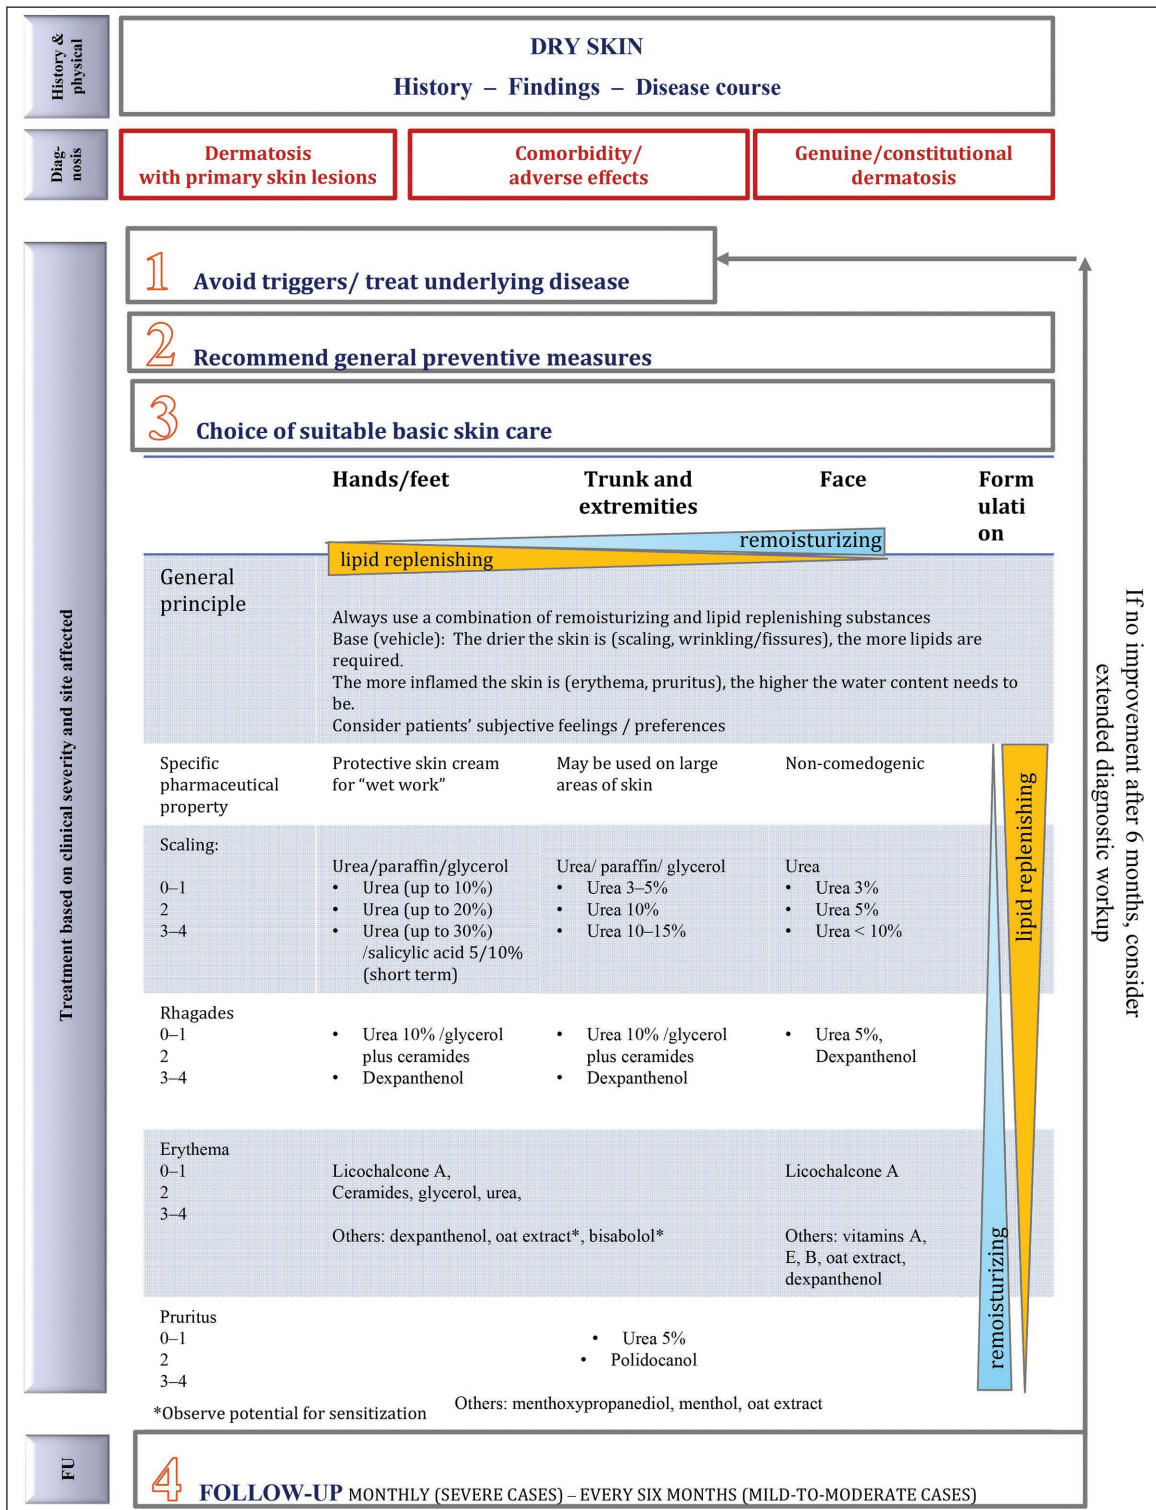 History &
physical
DRY SKIN
History – Findings – Disease course
Diag-
nosis
Dermatosis
with primary skin lesions
Comorbidity/
adverse effects
Genuine/constitutional
dermatosis
Treatment based on clinical severity and site affected
1 Avoid triggers/ treat underlying disease
2 Recommend general preventive measures
3 Choice of suitable basic skin care
Hands/feet
Trunk and
extremities
Face
Form
ulati
on
remoisturizing
lipid replenishing
General
principle
Always use a combination of remoisturizing and lipid replenishing substances
Base (vehicle): The drier the skin is (scaling, wrinkling/fissures), the more lipids are
required.
The more inflamed the skin is (erythema, pruritus), the higher the water content needs to
be.
Consider patients’ subjective feelings / preferences
Specific
pharmaceutical
property
Protective skin cream
for “wet work”
May be used on large
areas of skin
Non-comedogenic
Scaling:
0–1
2
3–4
Urea/paraffin/glycerol
• Urea (up to 10%)
• Urea (up to 20%)
• Urea (up to 30%)
/salicylic acid 5/10%
(short term)
Urea/ paraffin/ glycerol
• Urea 3–5%
• Urea 10%
• Urea 10–15%
Urea
• Urea 3%
• Urea 5%
• Urea < 10%
Rhagades
0–1
2
3–4
• Urea 10% /glycerol
plus ceramides
• Dexpanthenol
• Urea 10% /glycerol
plus ceramides
• Dexpanthenol
• Urea 5%,
Dexpanthenol
Erythema
0–1
2
3–4
Licochalcone A,
Ceramides, glycerol, urea,
Others: dexpanthenol, oat extract*, bisabolol*
Licochalcone A
Others: vitamins A,
E, B, oat extract,
dexpanthenol
Pruritus
0–1
2
3–4
• Urea 5%
• Polidocanol
Others: menthoxypropanediol, menthol, oat extract
*Observe potential for sensitization
lipid replenishing
remoisturizing
If no improvement after 6 months, consider
extended diagnostic workup
FU
4 FOLLOW-UP MONTHLY (SEVERE CASES) – EVERY SIX MONTHS (MILD-TO-MODERATE CASES)